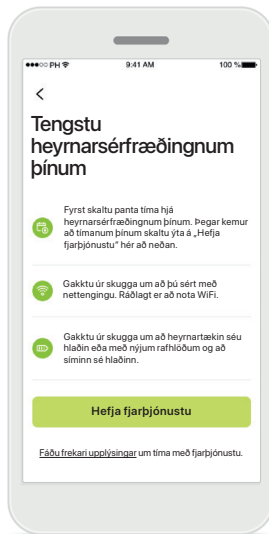 ●●●○○ PH 9:41 AM 100 %
Tengstu
heyrnarsérfræðingnum
þínum
Fyrst skaltu panta tíma hjá
heyrnarsérfræðingnum þínum. Þegar kemur
að tímanum þínum skaltu ýta á „Hefja
fjarþjónustu“ hér að neðan.
Gakktu úr skugga um að þú sért með
nettengingu. Ráðlagt er að nota WiFi.
Gakktu úr skugga um að heyrnartækin séu
hlaðin eða með nýjum rafhlöðum og að
síminn sé hlaðinn.
Hefja fjarþjónustu
Fáðu frekari upplýsingar um tíma með fjarþjónustu.